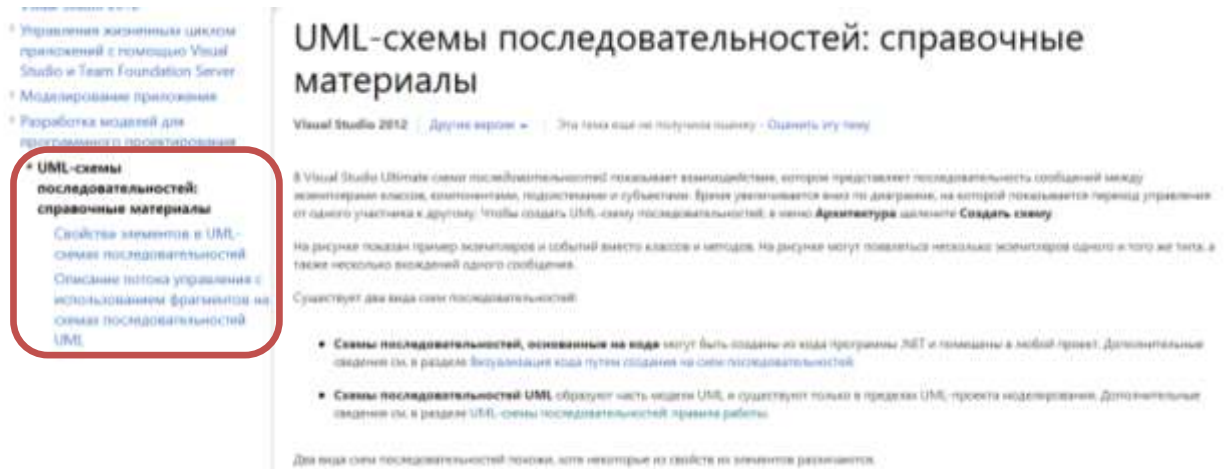 Управления жизненным циклом
приложений с помощью Visual
Studio и Team Foundation Server
Моделирование приложения
Разработка моделей для
программного проектирования
UML-схемы
последовательностей:
справочные материалы
Свойства элементов в UML-
схемах последовательностей
Описание потока управления с
использованием фрагментов на
схемах последовательностей
UML
UML-схемы последовательностей: справочные
материалы
Visual Studio 2012 | Другие версии | Эта тема еще не получила оценку - Оценить эту тему
В Visual Studio Ultimate схема последовательностей показывает взаимодействие, которое представляет последовательность сообщений между
экземплярами классов, компонентами, подсистемами и субъектами. Время увеличивается вниз по диаграмме, на которой показывается переход управления
от одного участника к другому. Чтобы создать UML-схему последовательностей, в меню Архитектура щелкните Создать схему.
На рисунке показан пример экземпляров и событий вместо классов и методов. На рисунке могут появляться несколько экземпляров одного и того же типа, а
также несколько вхождений одного сообщения.
Существует два вида схем последовательностей:
• Схемы последовательностей, основанные на коде могут быть созданы из кода программы .NET и помещены в любой проект. Дополнительные
сведения см. в разделе Визуализация кода путем создания на схем последовательностей.
• Схемы последовательностей UML образуют часть модели UML и существуют только в пределах UML-проекта моделирования. Дополнительные
сведения см. в разделе UML-схемы последовательностей: правила работы.
Два вида схем последовательностей похожи, хотя некоторые из свойств их элементов различаются.